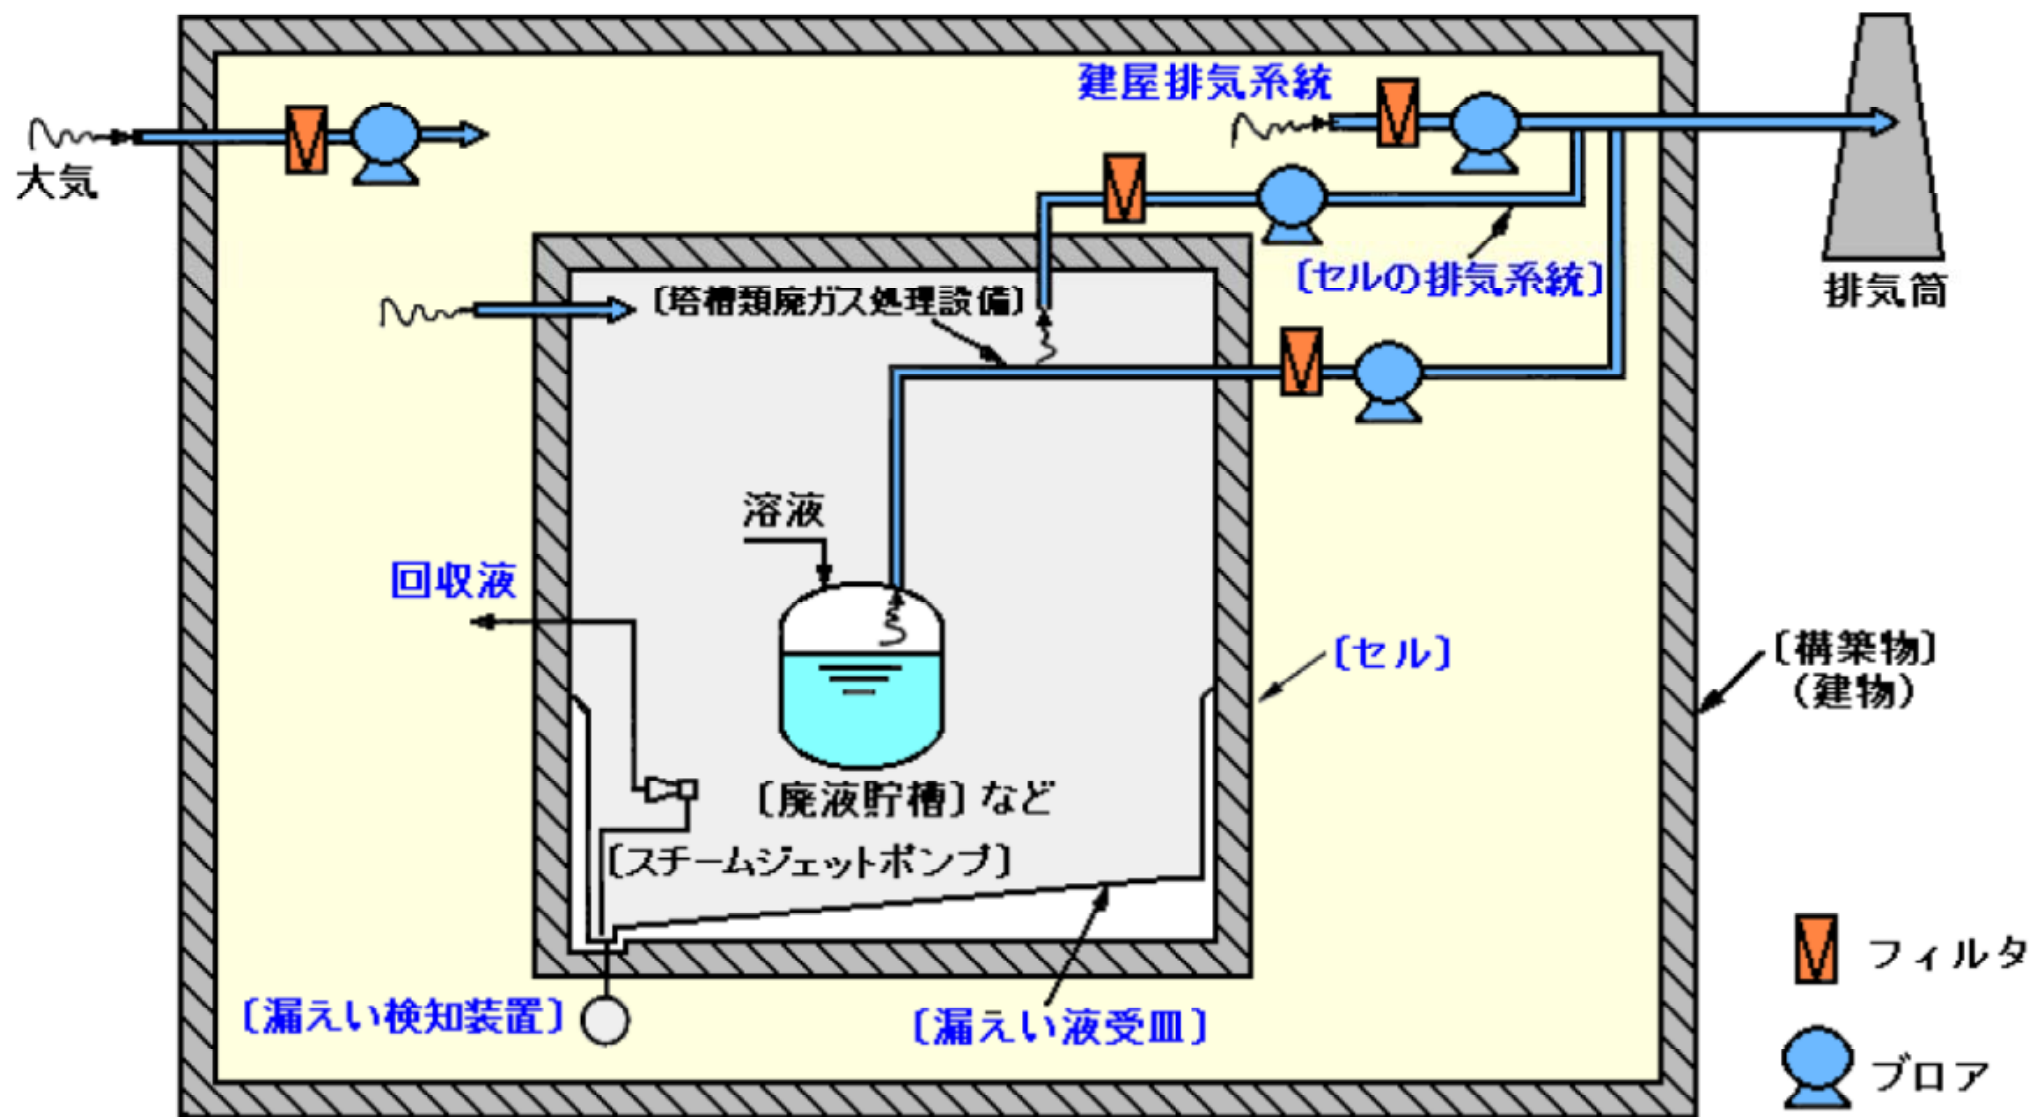 建屋排気系統
大気
〔セルの排気系統〕
〔塔槽類廃ガス処理設備〕
排気筒
溶液
回収液
〔セル〕
〔構築物〕
(建物)
〔廃液貯槽〕など
〔スチームジェットポンプ〕
フィルタ
〔漏えい検知装置〕
〔漏えい液受皿〕
ブロア